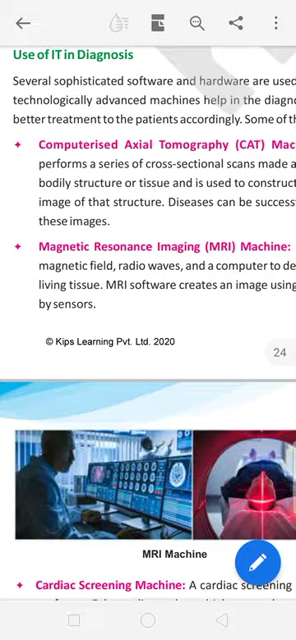 Use of IT in Diagnosis
Several sophisticated software and hardware are used
technologically advanced machines help in the diagn
better treatment to the patients accordingly. Some of th
Computerised Axial Tomography (CAT) Mac
performs a series of cross-sectional scans made a
bodily structure or tissue and is used to construct
image of that structure. Diseases can be success
these images.
Magnetic Resonance Imaging (MRI) Machine:
magnetic field, radio waves, and a computer to de
living tissue. MRI software creates an image using
by sensors.
© Kips Learning Pvt. Ltd. 2020
24
MRI Machine
Cardiac Screening Machine: A cardiac screening